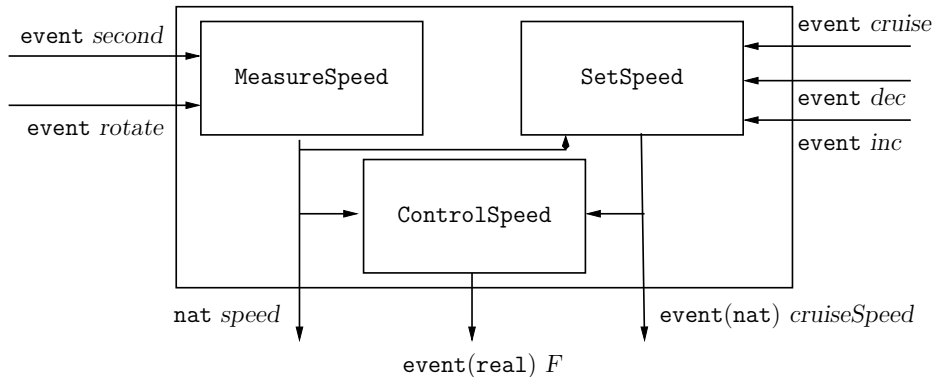 event second
event cruise
MeasureSpeed
SetSpeed
event dec
event rotate
event inc
ControlSpeed
nat speed
event(nat) cruiseSpeed
event(real) F